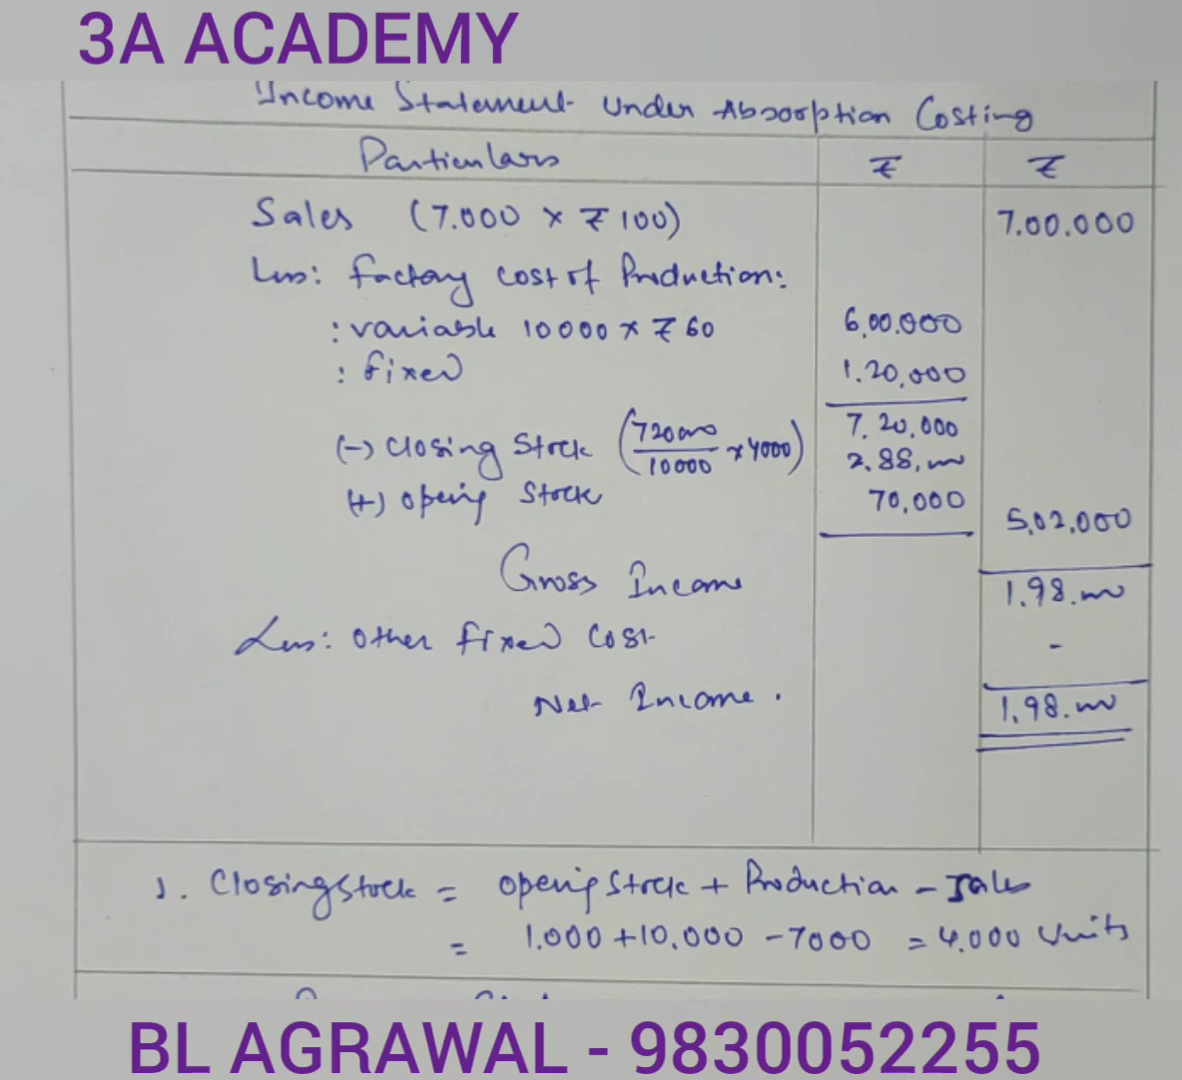 3A ACADEMY
Income Statement Under Absorption Costing
Particulars ₹ ₹
Sales (7.000 × ₹ 100) 7.00.000
Less: Factory Cost of Production:
: variable 10000 × ₹ 60 6,00.000
: Fixed 1.20,000
7.20,000
(-) Closing Stock (720000/10000 × 4000) 2.88,000
(+) Opening Stock 70,000 5,02,000
Gross Income 1.98.000
Less: Other Fixed Cost -
Net Income. 1,98.000
1. Closing Stock = Opening Stock + Production - Sales
= 1.000 + 10,000 - 7000 = 4.000 Units
BL AGRAWAL - 9830052255